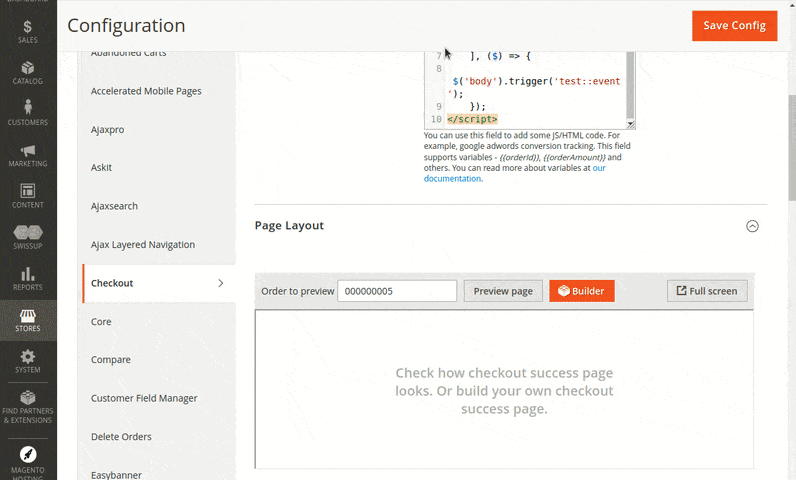 Configuration
Save Config
SALES
CATALOG
CUSTOMERS
MARKETING
CONTENT
SWISSUP
REPORTS
STORES
SYSTEM
FIND PARTNERS
& EXTENSIONS
MAGENTO
HOSTING
Abandoned Carts
Accelerated Mobile Pages
Ajaxpro
Askit
Ajaxsearch
Ajax Layered Navigation
Checkout
Core
Compare
Customer Field Manager
Delete Orders
Easybanner
7 ], ($) => {
8
$('body').trigger('test::event
');
9 });
10 </script>
You can use this field to add some JS/HTML code. For
example, google adwords conversion tracking. This field
supports variables - {{orderId}}, {{orderAmount}} and
others. You can read more about variables at our
documentation.
Page Layout
Order to preview 000000005 Preview page Builder Full screen
Check how checkout success page
looks. Or build your own checkout
success page.